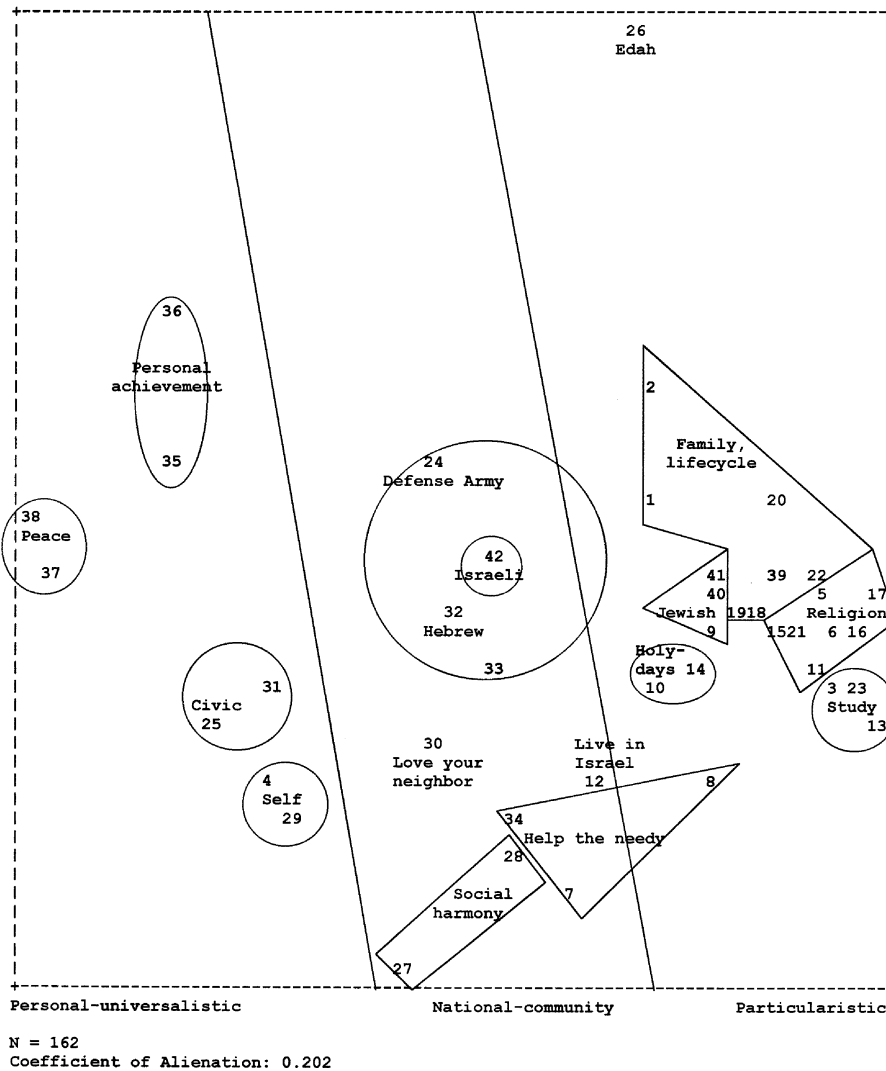 26
Edah
36
Personal
achievement
2
Family,
lifecycle
35
24
Defense Army
1 20
38
Peace
42
Israeli
37
41 39 22
40 5 17
32
Hebrew
Jewish 1918 Religion
9 1521 6 16
Holy-
days 14
33
11
10
31
Civic
25
3 23
Study
13
30
Love your
neighbor
Live in
Israel
12
4
Self
29
8
34
Help the needy
28
7
Social
harmony
27
Personal-universalistic National-community Particularistic
N = 162
Coefficient of Alienation: 0.202